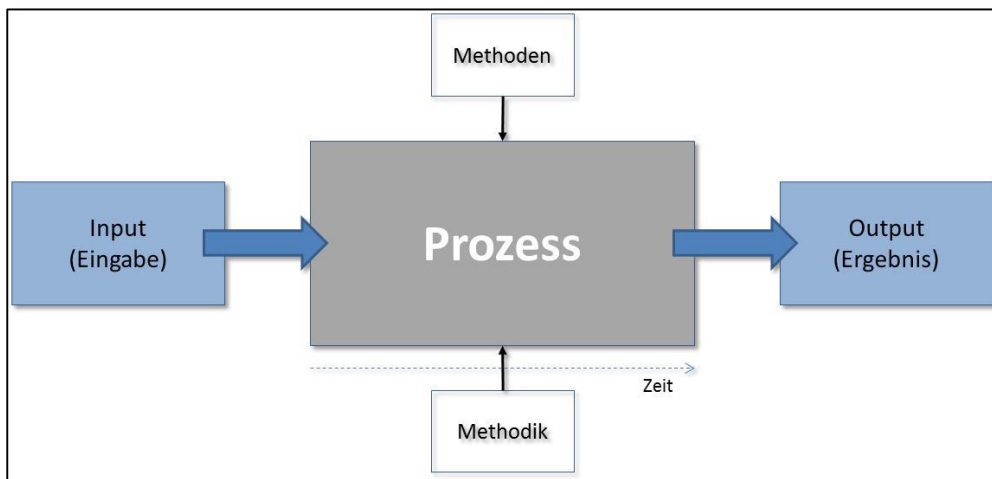 Methoden
Input
(Eingabe)
Prozess
Output
(Ergebnis)
Zeit
Methodik